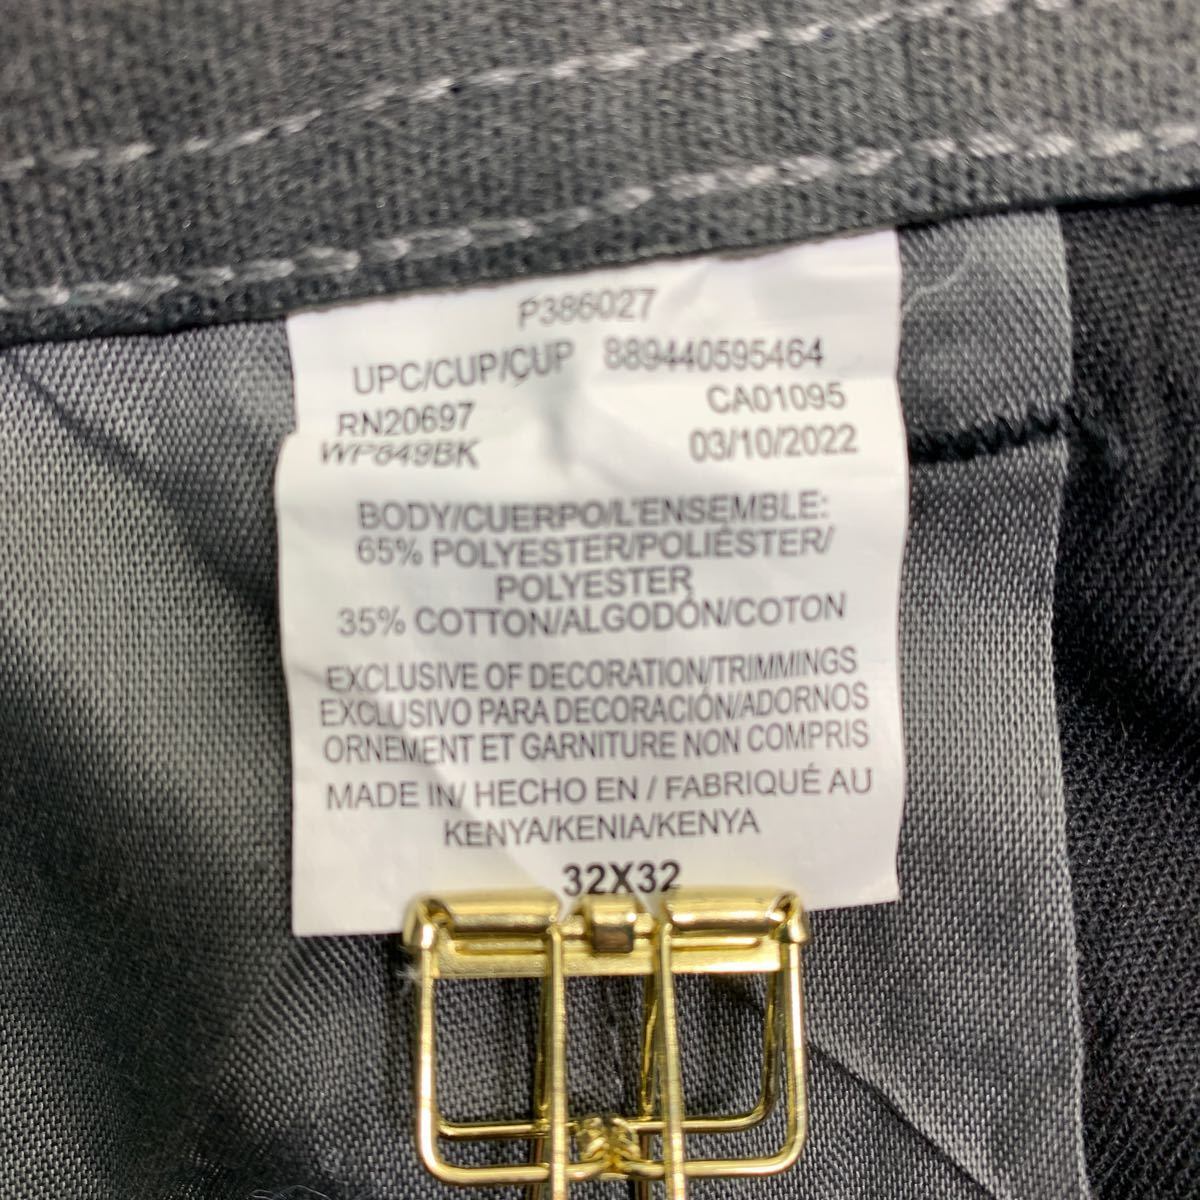 P386027
UPC/CUP/ÇUP 889440595464
RN20697 CA01095
WP849BK 03/10/2022
BODY/CUERPO/L'ENSEMBLE:
65% POLYESTER/POLIÉSTER/
POLYESTER
35% COTTON/ALGODÓN/COTON
EXCLUSIVE OF DECORATION/TRIMMINGS
EXCLUSIVO PARA DECORACIÓN/ADORNOS
ORNEMENT ET GARNITURE NON COMPRIS
MADE IN/ HECHO EN / FABRIQUÉ AU
KENYA/KENIA/KENYA
32X32